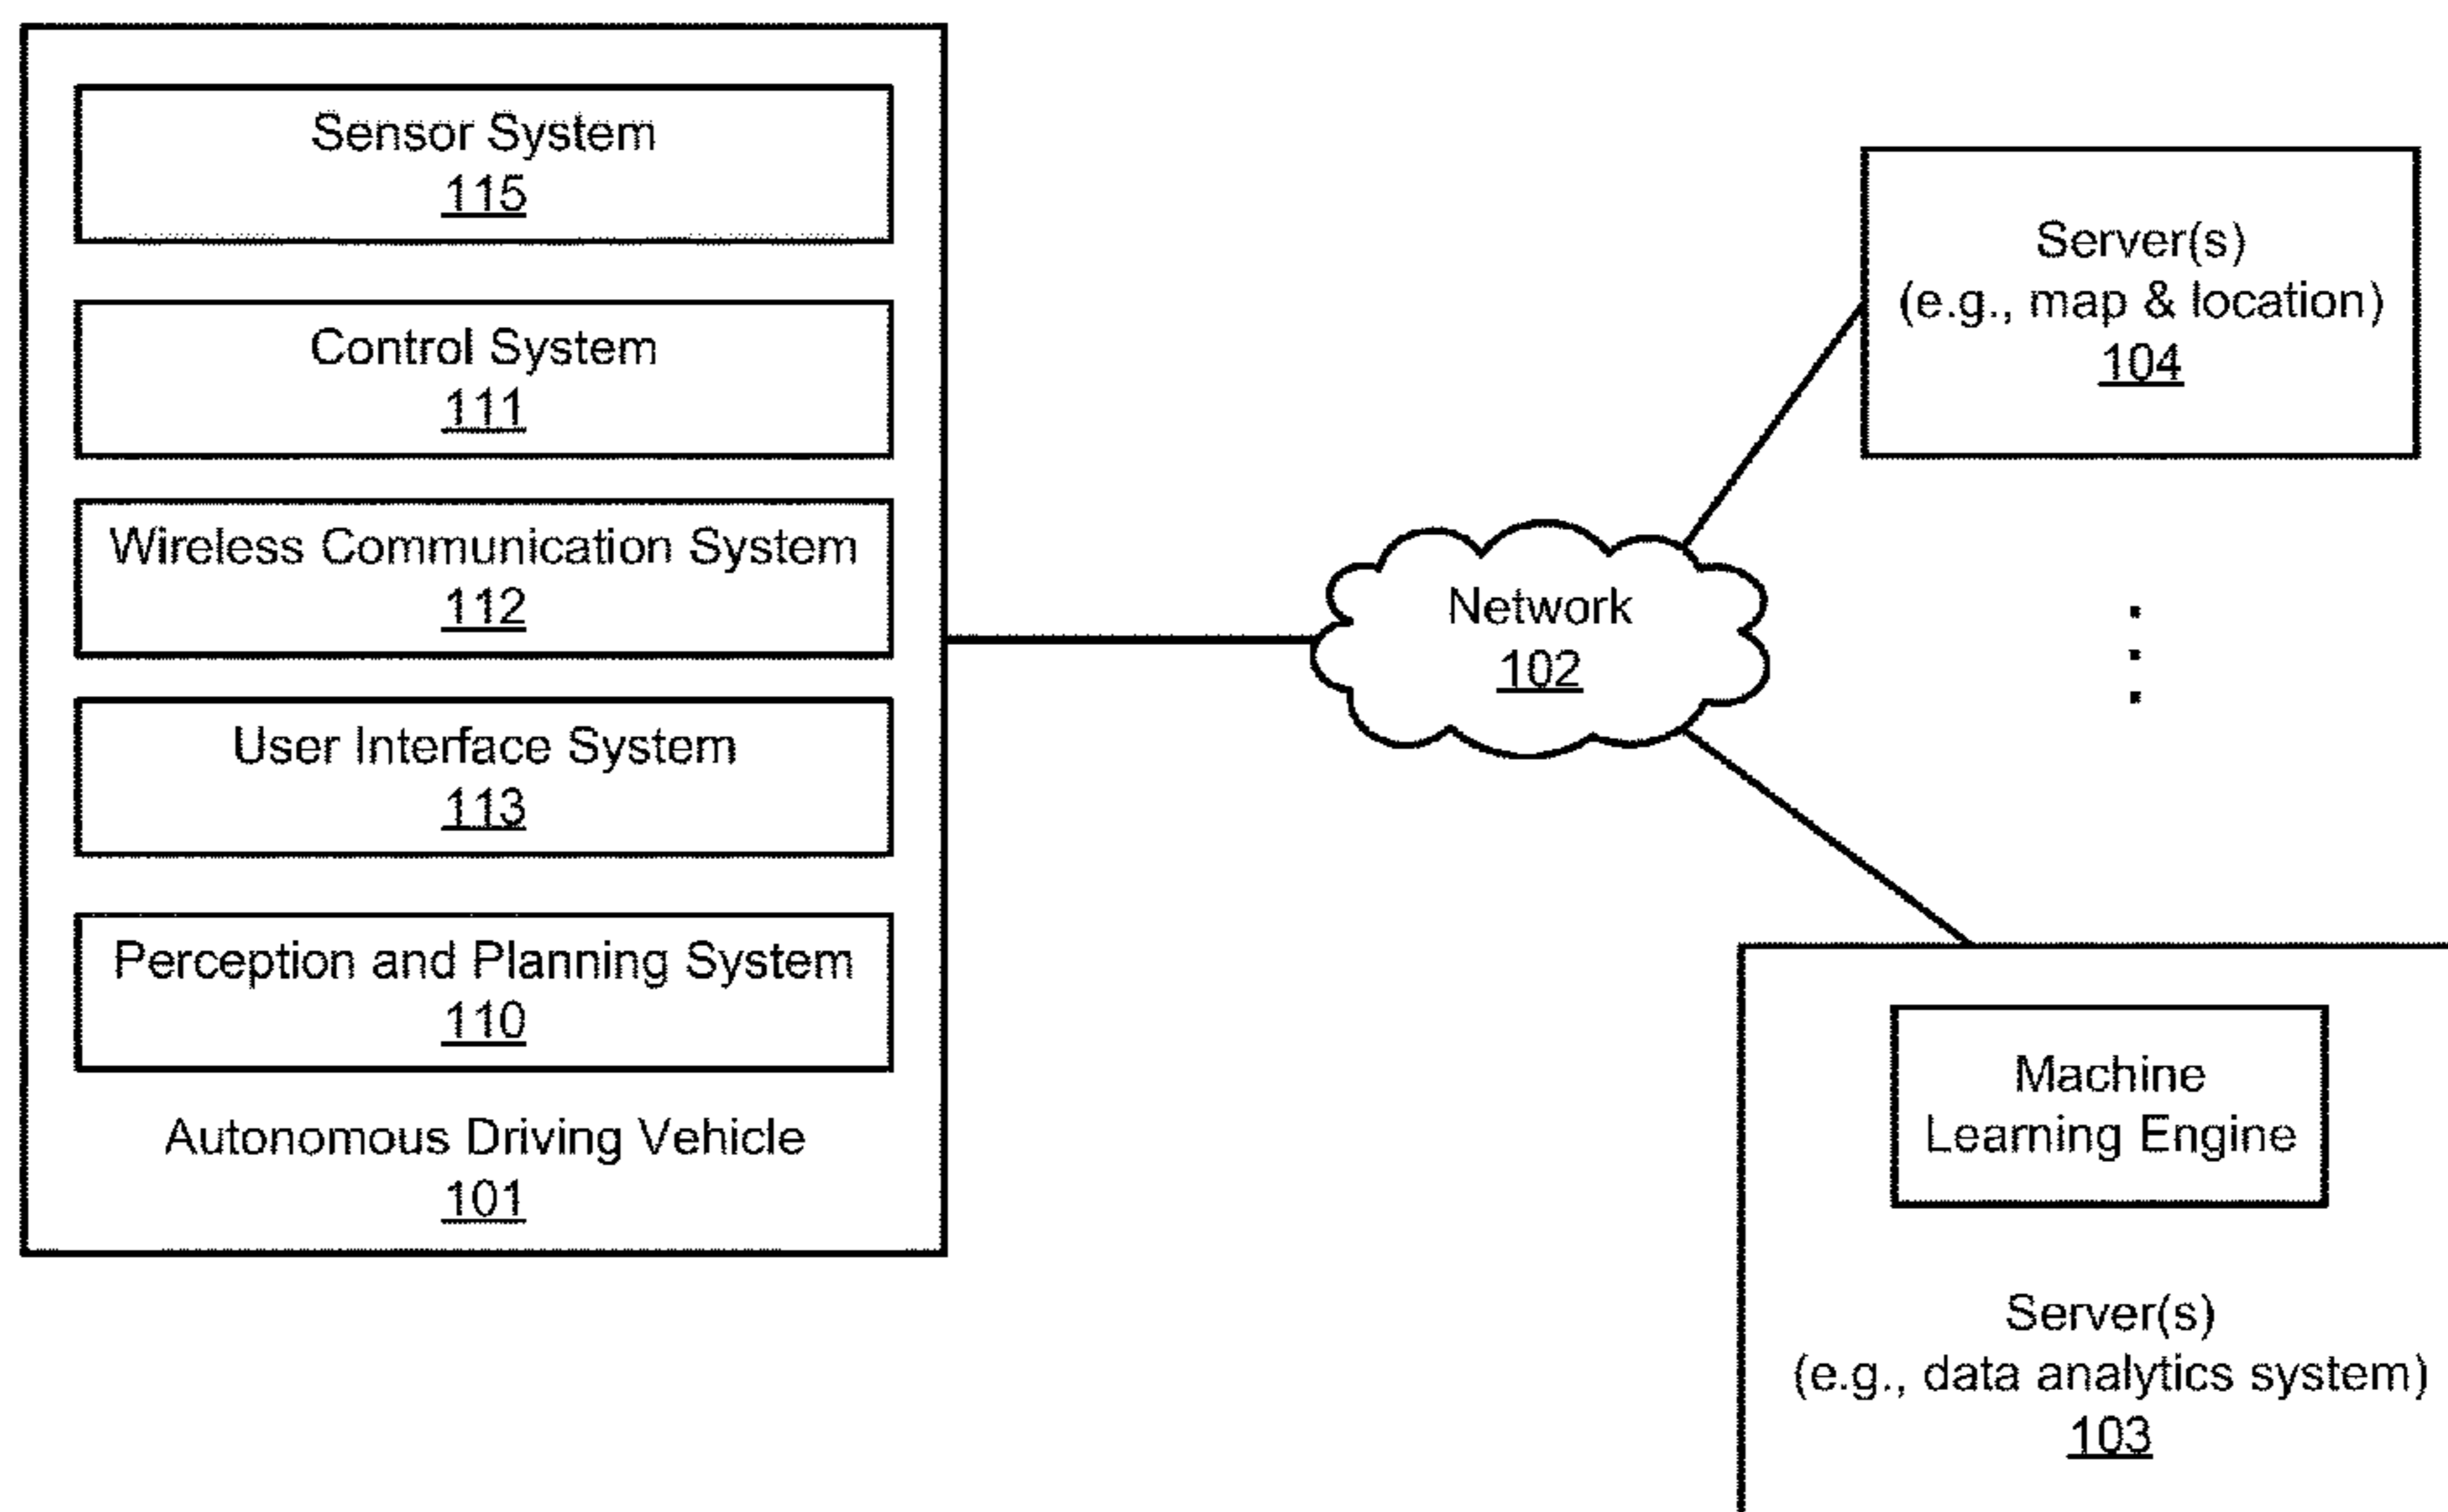 Sensor System
115
Control System
111
Wireless Communication System
112
User Interface System
113
Perception and Planning System
110
Autonomous Driving Vehicle
101
Network
102
Server(s)
(e.g., map & location)
104
Machine
Learning Engine
Server(s)
(e.g., data analytics system)
103